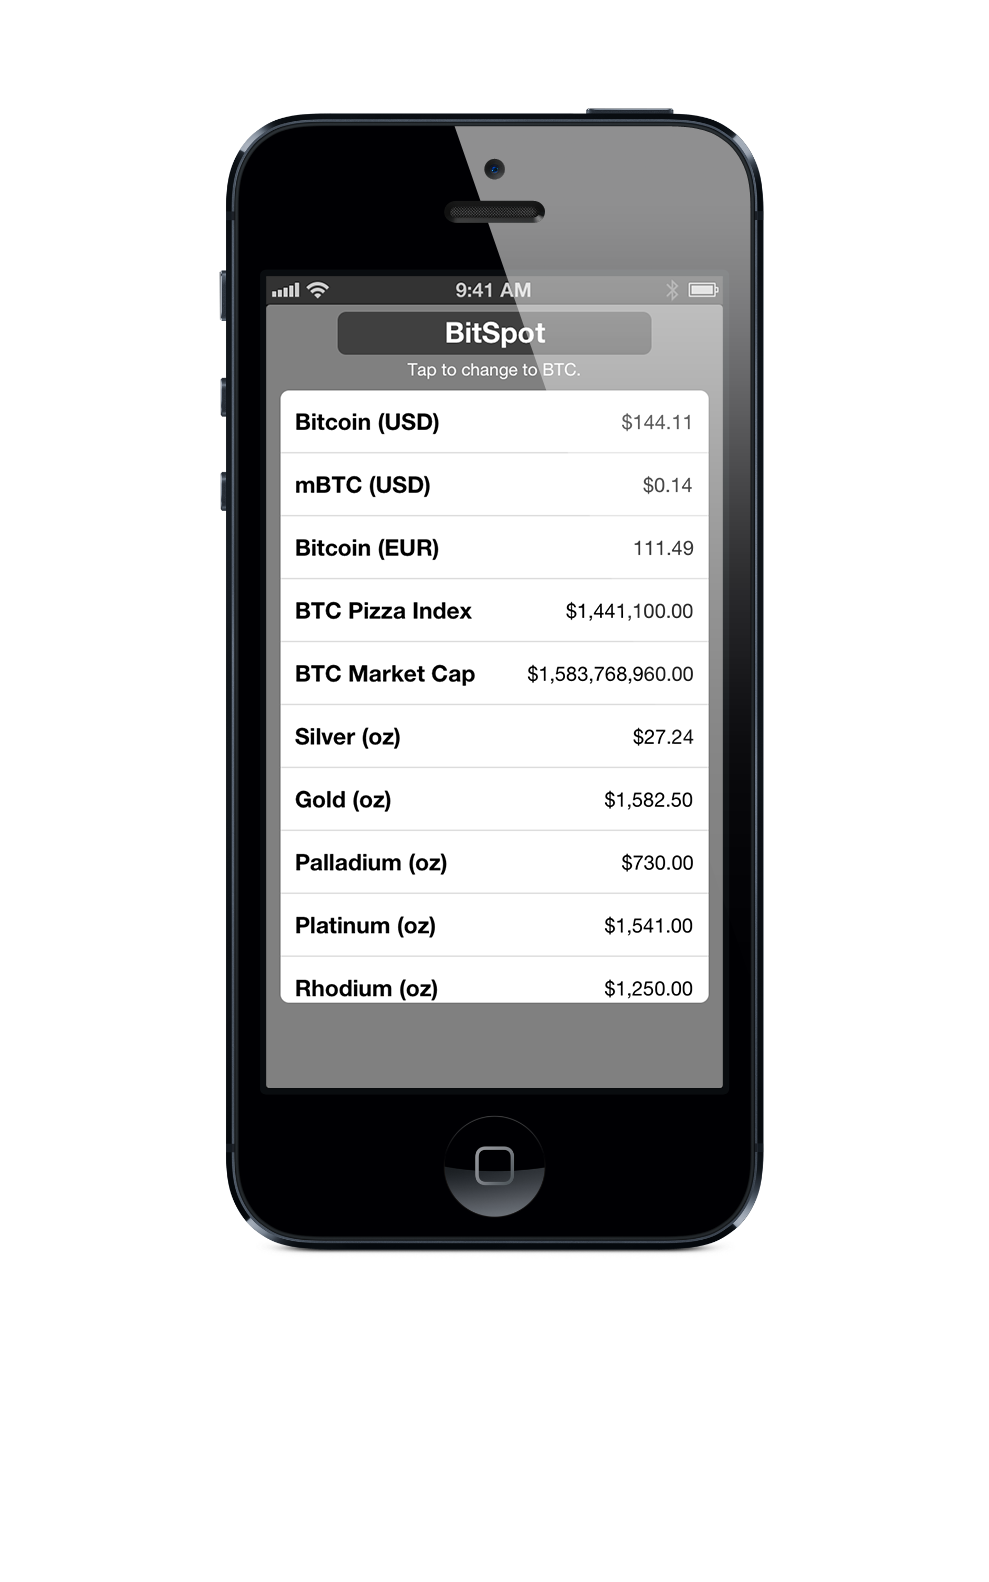 9:41 AM
BitSpot
Tap to change to BTC.
Bitcoin (USD) $144.11
mBTC (USD) $0.14
Bitcoin (EUR) 111.49
BTC Pizza Index $1,441,100.00
BTC Market Cap $1,583,768,960.00
Silver (oz) $27.24
Gold (oz) $1,582.50
Palladium (oz) $730.00
Platinum (oz) $1,541.00
Rhodium (oz) $1,250.00